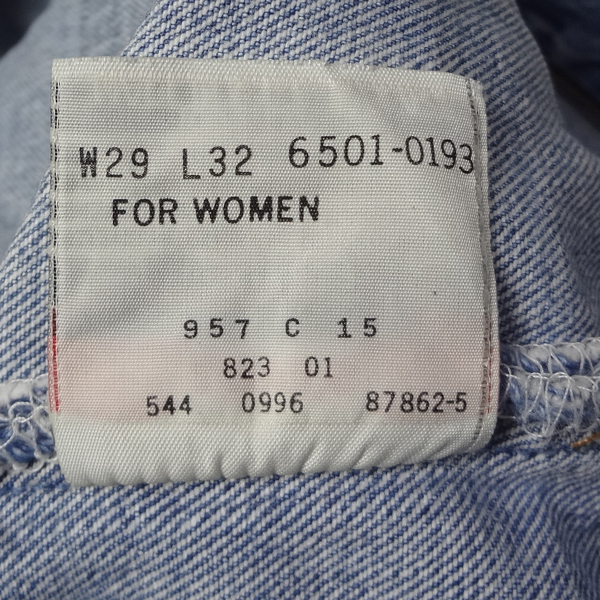 W29 L32 6501-0193
FOR WOMEN
957 C 15
823 01
544 0996 87862-5